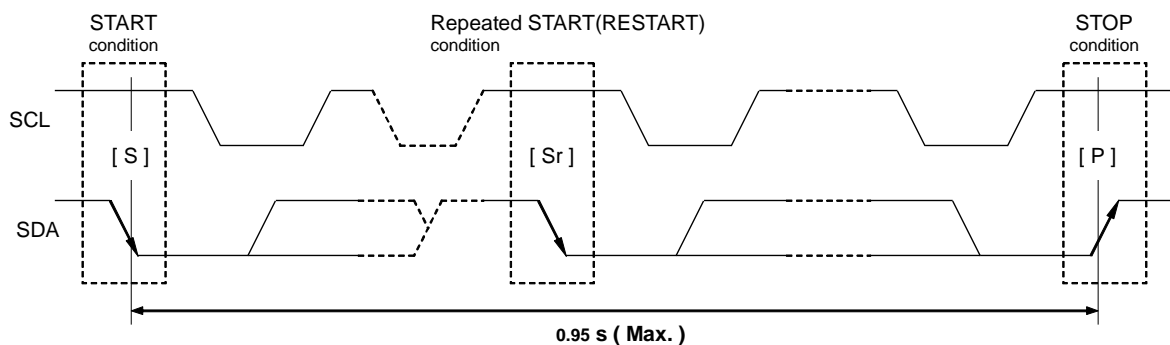 START
condition
Repeated START(RESTART)
condition
STOP
condition
SCL
[ S ]
[ Sr ]
[ P ]
SDA
0.95 s ( Max. )